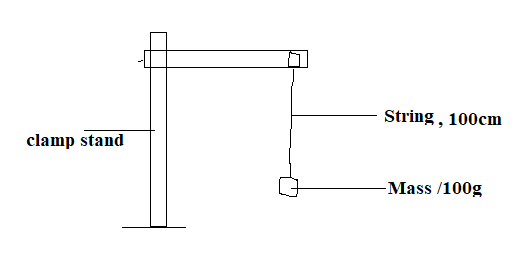 String , 100cm
clamp stand
Mass /100g